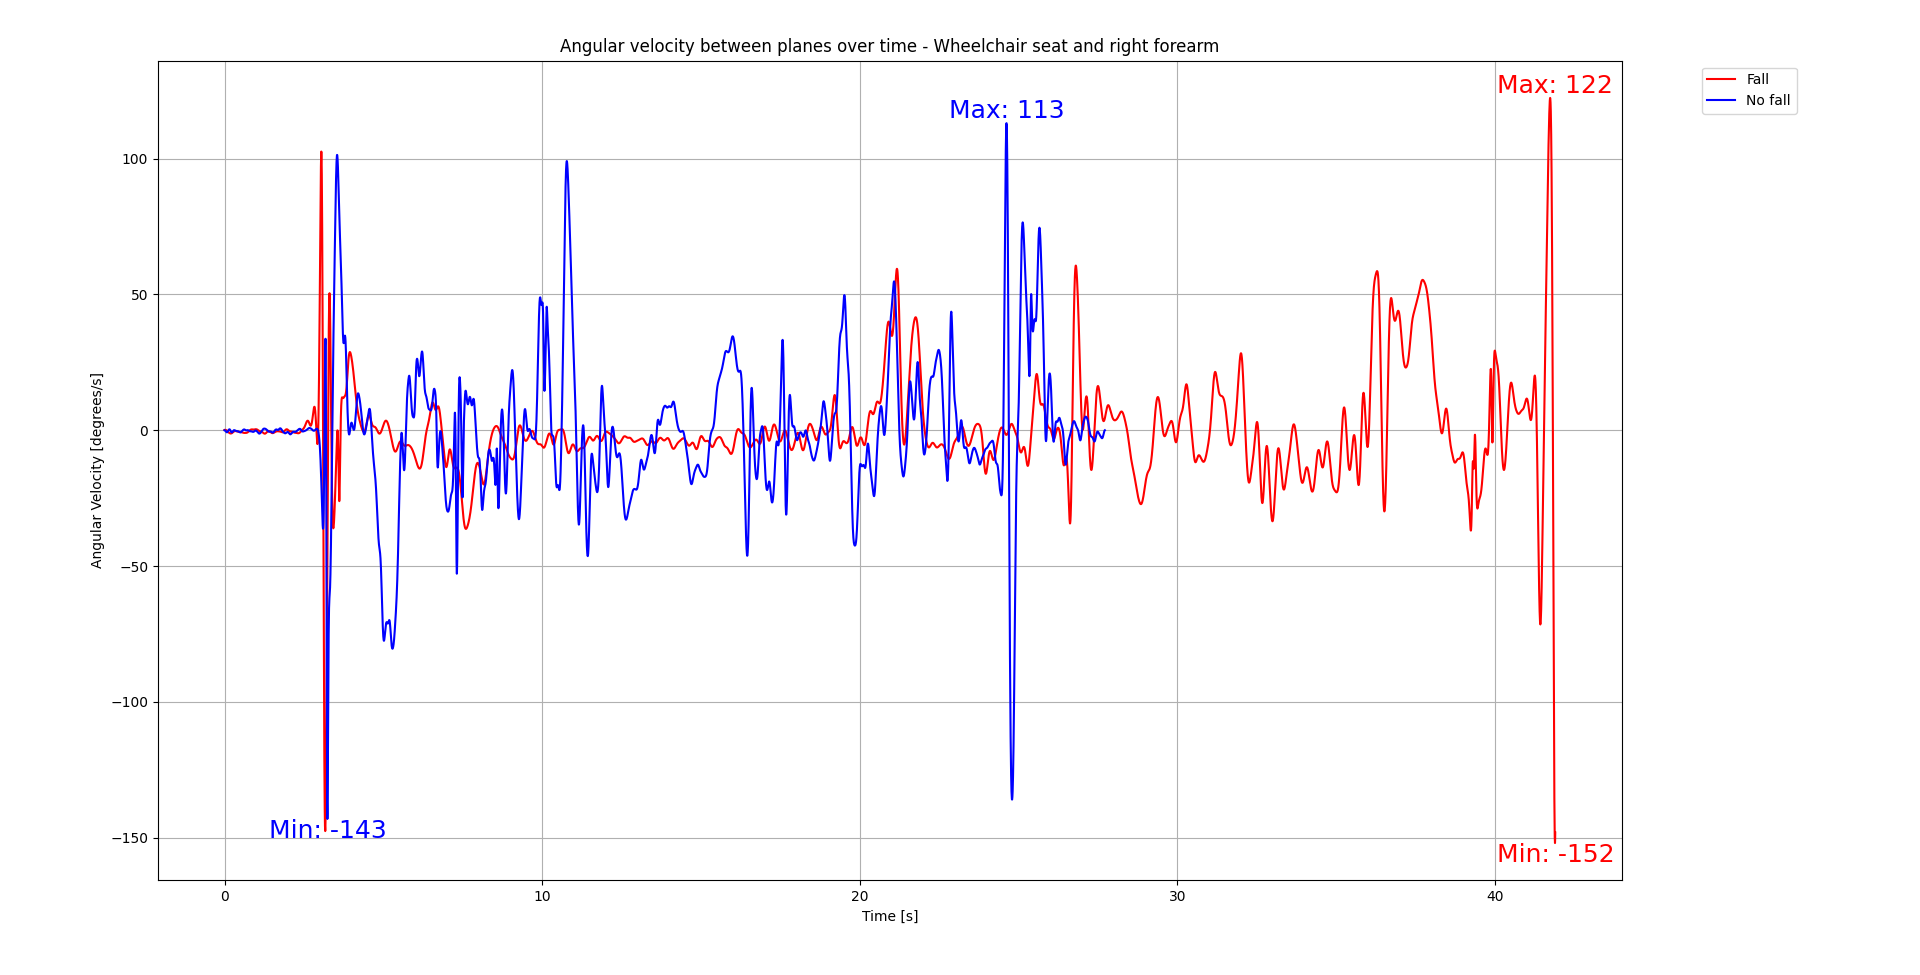 Angular velocity between planes over time - Wheelchair seat and right forearm
Max: 122
Fall
No fall
Max: 113
100
50
0
−50
−100
−150
Angular Velocity [degrees/s]
Min: -143
Min: -152
0
10
20
30
40
Time [s]